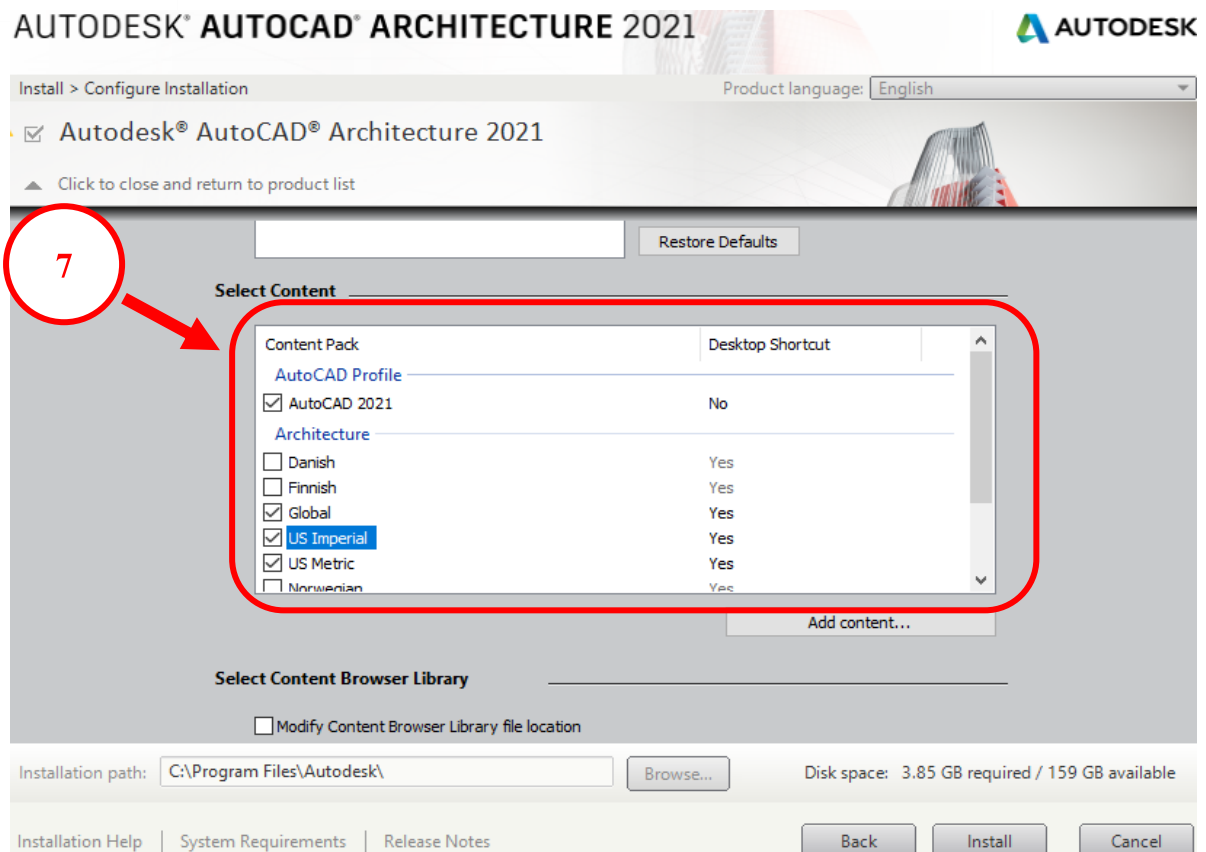 AUTODESK® AUTOCAD® ARCHITECTURE 2021
AUTODESK
Install > Configure Installation
Product language: English
Autodesk® AutoCAD® Architecture 2021
Click to close and return to product list
Restore Defaults
7
Select Content
Content Pack Desktop Shortcut
AutoCAD Profile
AutoCAD 2021 No
Architecture
Danish Yes
Finnish Yes
Global Yes
US Imperial Yes
US Metric Yes
Norwegian Yes
Add content...
Select Content Browser Library
Modify Content Browser Library file location
Installation path: C:\Program Files\Autodesk\ Browse... Disk space: 3.85 GB required / 159 GB available
Installation Help | System Requirements | Release Notes Back Install Cancel